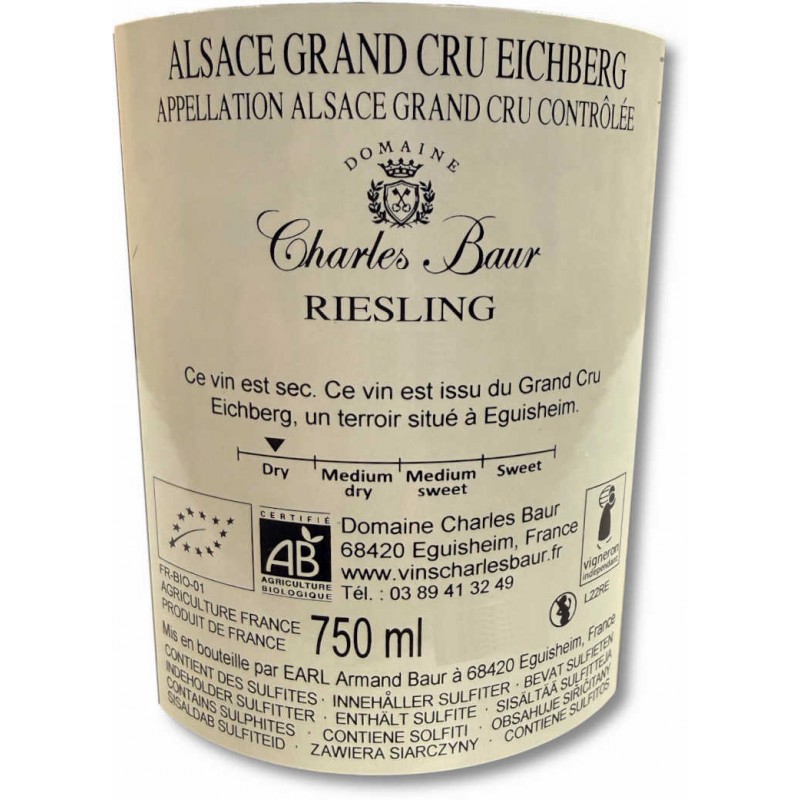 ALSACE GRAND CRU EICHBERG
APPELLATION ALSACE GRAND CRU CONTRÔLÉE
DOMAINE
Charles Baur
RIESLING
Ce vin est sec. Ce vin est issu du Grand Cru
Eichberg, un terroir situé à Eguisheim.
Dry Medium dry Medium sweet Sweet
CERTIFIÉ
AB
AGRICULTURE
BIOLOGIQUE
Domaine Charles Baur
68420 Eguisheim, France
www.vinscharlesbaur.fr
Tél. : 03 89 41 32 49
vigneron
indépendant
L22RE
FR-BIO-01
AGRICULTURE FRANCE
PRODUIT DE FRANCE
750 ml
Mis en bouteille par EARL Armand Baur à 68420 Eguisheim, France
CONTIENT DES SULFITES · INNEHÅLLER SULFITER · BEVAT SULFIETEN
INDEHOLDER SULFITTER · ENTHÄLT SULFITE · SISÄLTÄÄ SULFITTEJA
CONTAINS SULPHITES · CONTIENE SOLFITI · OBSAHUJE SIRIČITANY
SISALDAB SULFITEID · ZAWIERA SIARCZYNY · CONTIENE SULFITOS